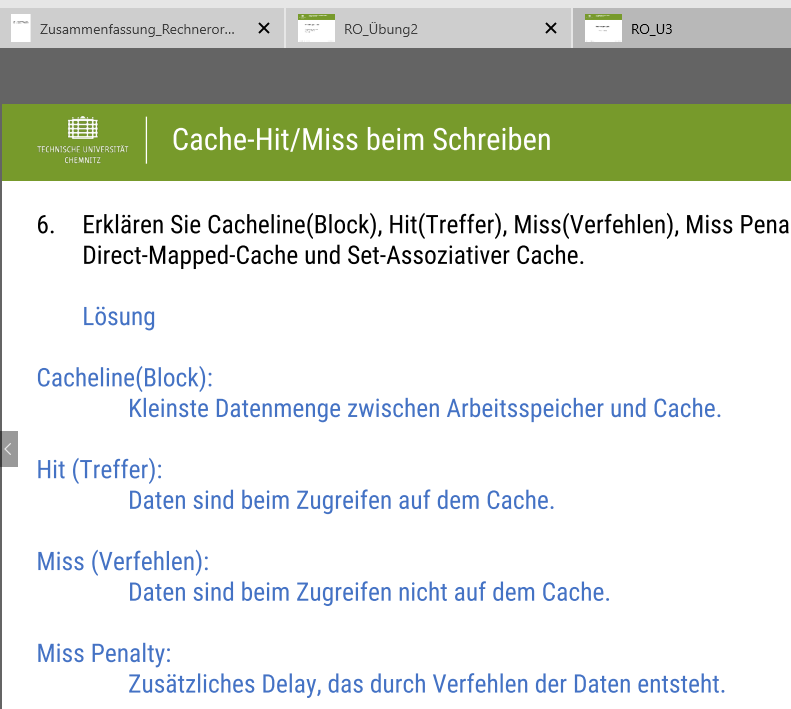 Zusammenfassung_Rechneror...
RO_Übung2
RO_U3
TECHNISCHE UNIVERSITÄT
CHEMNITZ
Cache-Hit/Miss beim Schreiben
6. Erklären Sie Cacheline(Block), Hit(Treffer), Miss(Verfehlen), Miss Pena
Direct-Mapped-Cache und Set-Assoziativer Cache.
Lösung
Cacheline(Block):
Kleinste Datenmenge zwischen Arbeitsspeicher und Cache.
Hit (Treffer):
Daten sind beim Zugreifen auf dem Cache.
Miss (Verfehlen):
Daten sind beim Zugreifen nicht auf dem Cache.
Miss Penalty:
Zusätzliches Delay, das durch Verfehlen der Daten entsteht.